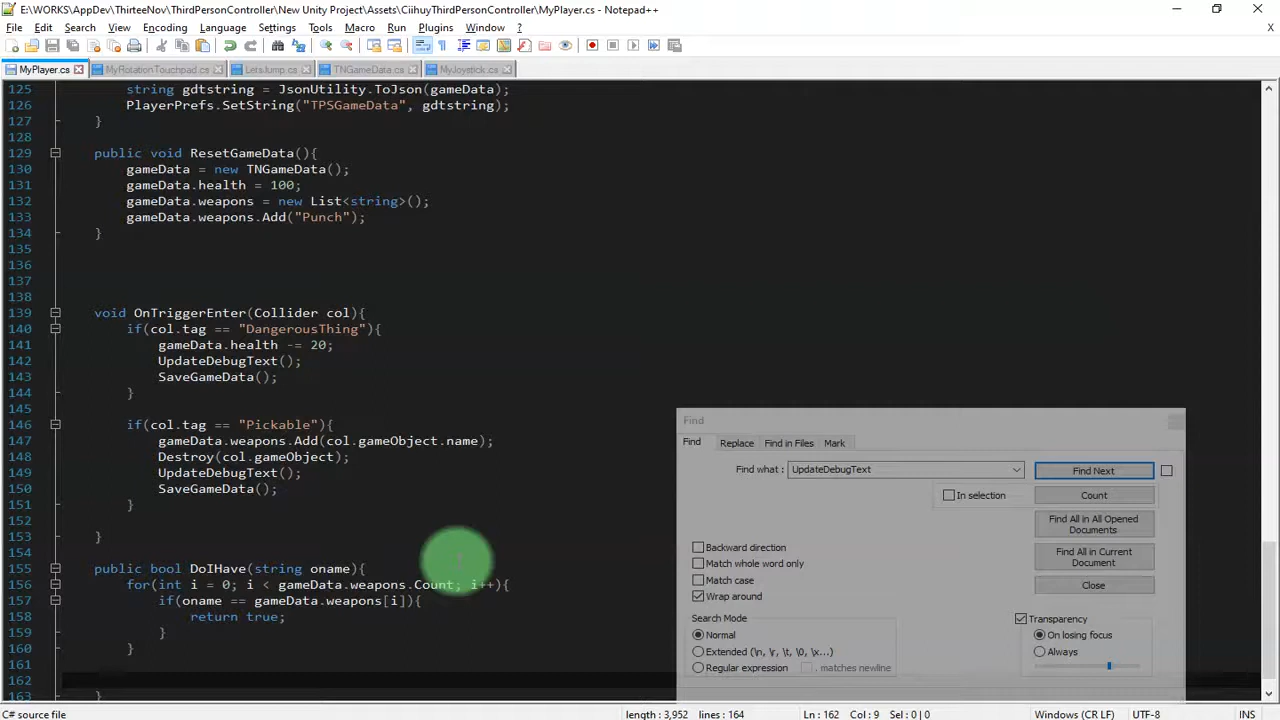 E:\WORKS\AppDev\ThirteeNov\ThirdPersonController\New Unity Project\Assets\CiihuyThirdPersonController\MyPlayer.cs - Notepad++
File Edit Search View Encoding Language Settings Tools Macro Run Plugins Window ? X
MyPlayer.cs MyRotationTouchpad.cs LetsJump.cs TNGameData.cs MyJoystick.cs
125 string gdtstring = JsonUtility.ToJson(gameData);
126 PlayerPrefs.SetString("TPSGameData", gdtstring);
127 }
128
129 public void ResetGameData(){
130 gameData = new TNGameData();
131 gameData.health = 100;
132 gameData.weapons = new List<string>();
133 gameData.weapons.Add("Punch");
134 }
135
136
137
138
139 void OnTriggerEnter(Collider col){
140 if(col.tag == "DangerousThing"){
141 gameData.health -= 20;
142 UpdateDebugText();
143 SaveGameData();
144 }
145
146 if(col.tag == "Pickable"){
147 gameData.weapons.Add(col.gameObject.name);
148 Destroy(col.gameObject);
149 UpdateDebugText();
150 SaveGameData();
151 }
152
153 }
154
155 public bool DoIHave(string oname){
156 for(int i = 0; i < gameData.weapons.Count; i++){
157 if(oname == gameData.weapons[i]){
158 return true;
159 }
160 }
161
162
163 }
Find
Find Replace Find in Files Mark
Find what : UpdateDebugText Find Next
In selection Count
Find All in All Opened Documents
Find All in Current Document
Close
Backward direction
Match whole word only
Match case
Wrap around
Search Mode
Normal
Extended (\n, \r, \t, \0, \x...)
Regular expression . matches newline
Transparency
On losing focus
Always
C# source file length : 3,952 lines : 164 Ln : 162 Col : 9 Sel : 0 | 0 Windows (CR LF) UTF-8 INS